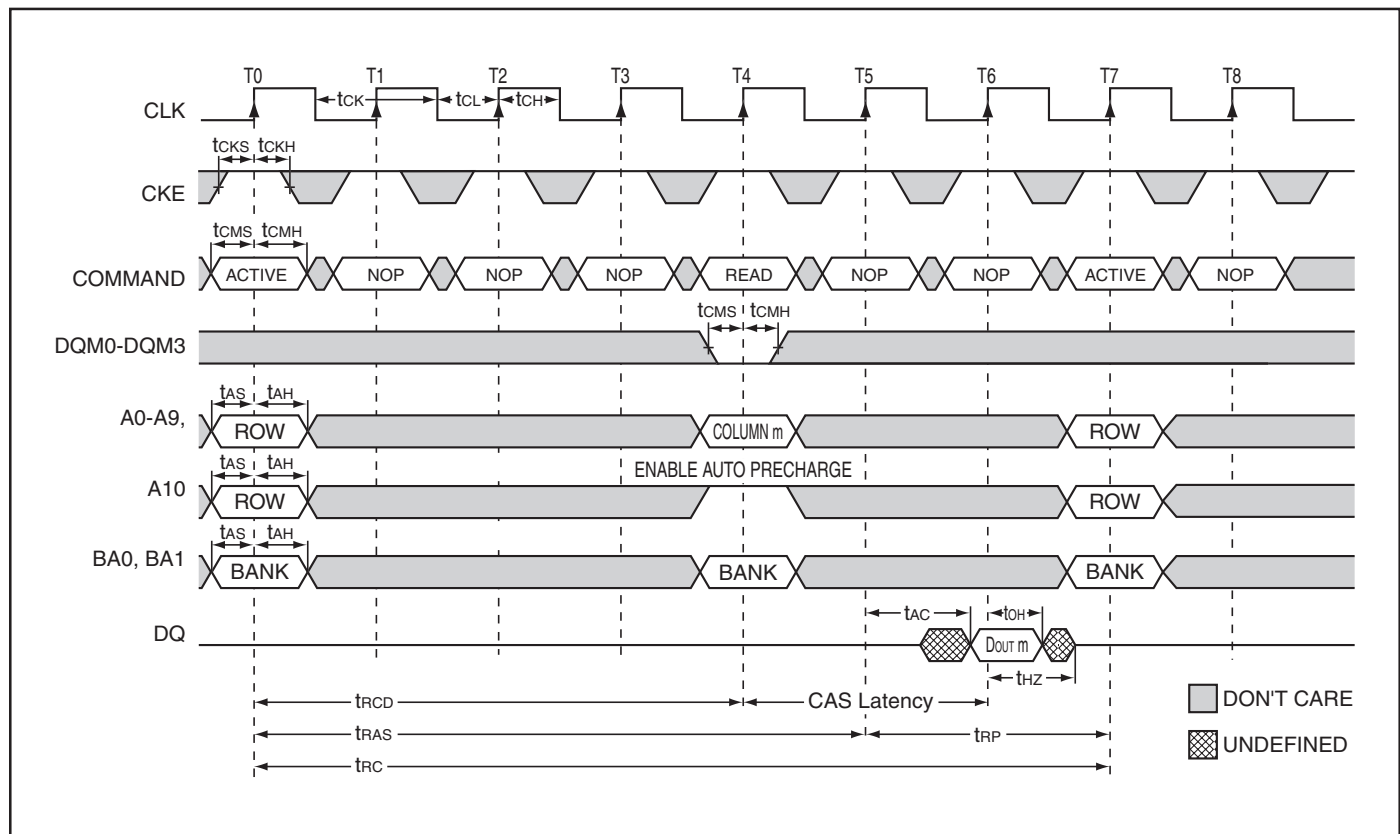 T0 T1 T2 T3 T4 T5 T6 T7 T8
CLK tCK tCL tCH
tCKS tCKH
CKE
tCMS tCMH
COMMAND ACTIVE NOP NOP NOP READ NOP NOP ACTIVE NOP
tCMS tCMH
DQM0-DQM3
tAS tAH
A0-A9, ROW COLUMN m ROW
tAS tAH ENABLE AUTO PRECHARGE
A10 ROW ROW
tAS tAH
BA0, BA1 BANK BANK BANK
tAC tOH
DQ DOUT m
tHZ
tRCD CAS Latency DON'T CARE
tRAS tRP UNDEFINED
tRC